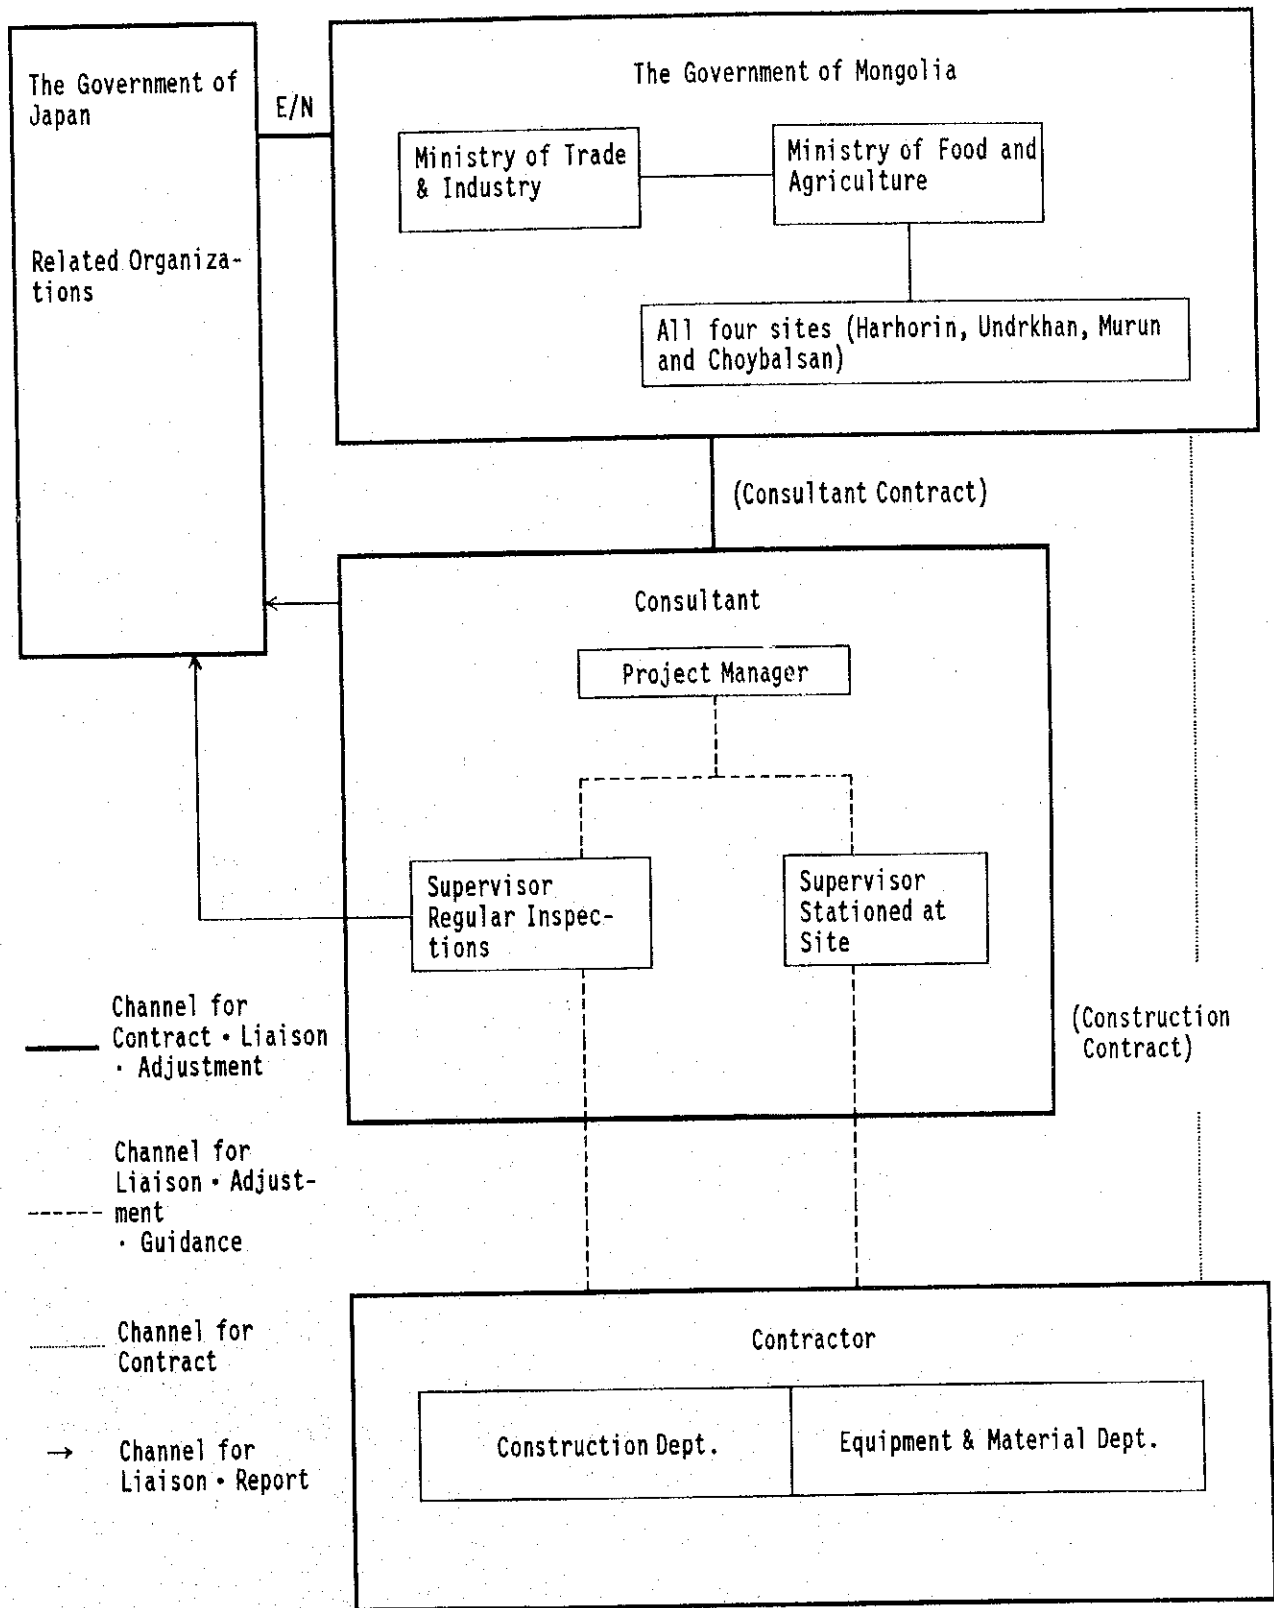 The Government of
Japan
Related Organiza-
tions
E/N
The Government of Mongolia
Ministry of Trade
& Industry
Ministry of Food and
Agriculture
All four sites (Harhorin, Undrkhan, Murun
and Choybalsan)
(Consultant Contract)
Consultant
Project Manager
Supervisor
Regular Inspec-
tions
Supervisor
Stationed at
Site
(Construction
Contract)
Channel for
Contract • Liaison
• Adjustment
Channel for
Liaison • Adjust-
ment
• Guidance
Channel for
Contract
→ Channel for
Liaison • Report
Contractor
Construction Dept.
Equipment & Material Dept.